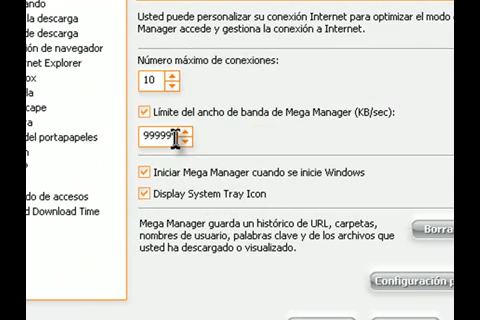 ando
la descarga
de descarga
ón de navegador
rnet Explorer
ox
la
cape
ra
del portapapeles
n
do de accesos
d Download Time
Usted puede personalizar su conexión Internet para optimizar el modo
Manager accede y gestiona la conexión a Internet.
Número máximo de conexiones:
10
Límite del ancho de banda de Mega Manager (KB/sec):
99999
Iniciar Mega Manager cuando se inicie Windows
Display System Tray Icon
Mega Manager guarda un histórico de URL, carpetas,
nombres de usuario, palabras clave y de los archivos que
usted ha descargado o visualizado.
Borra
Configuración p